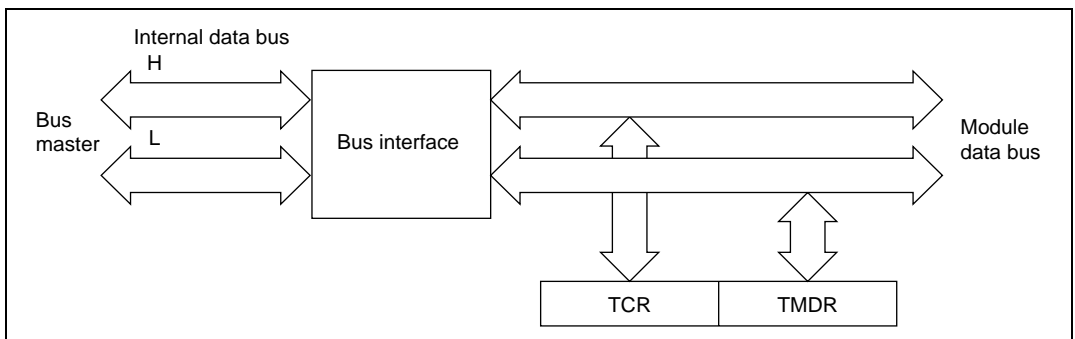 Internal data bus
H
Bus
master
L
Bus interface
Module
data bus
TCR
TMDR